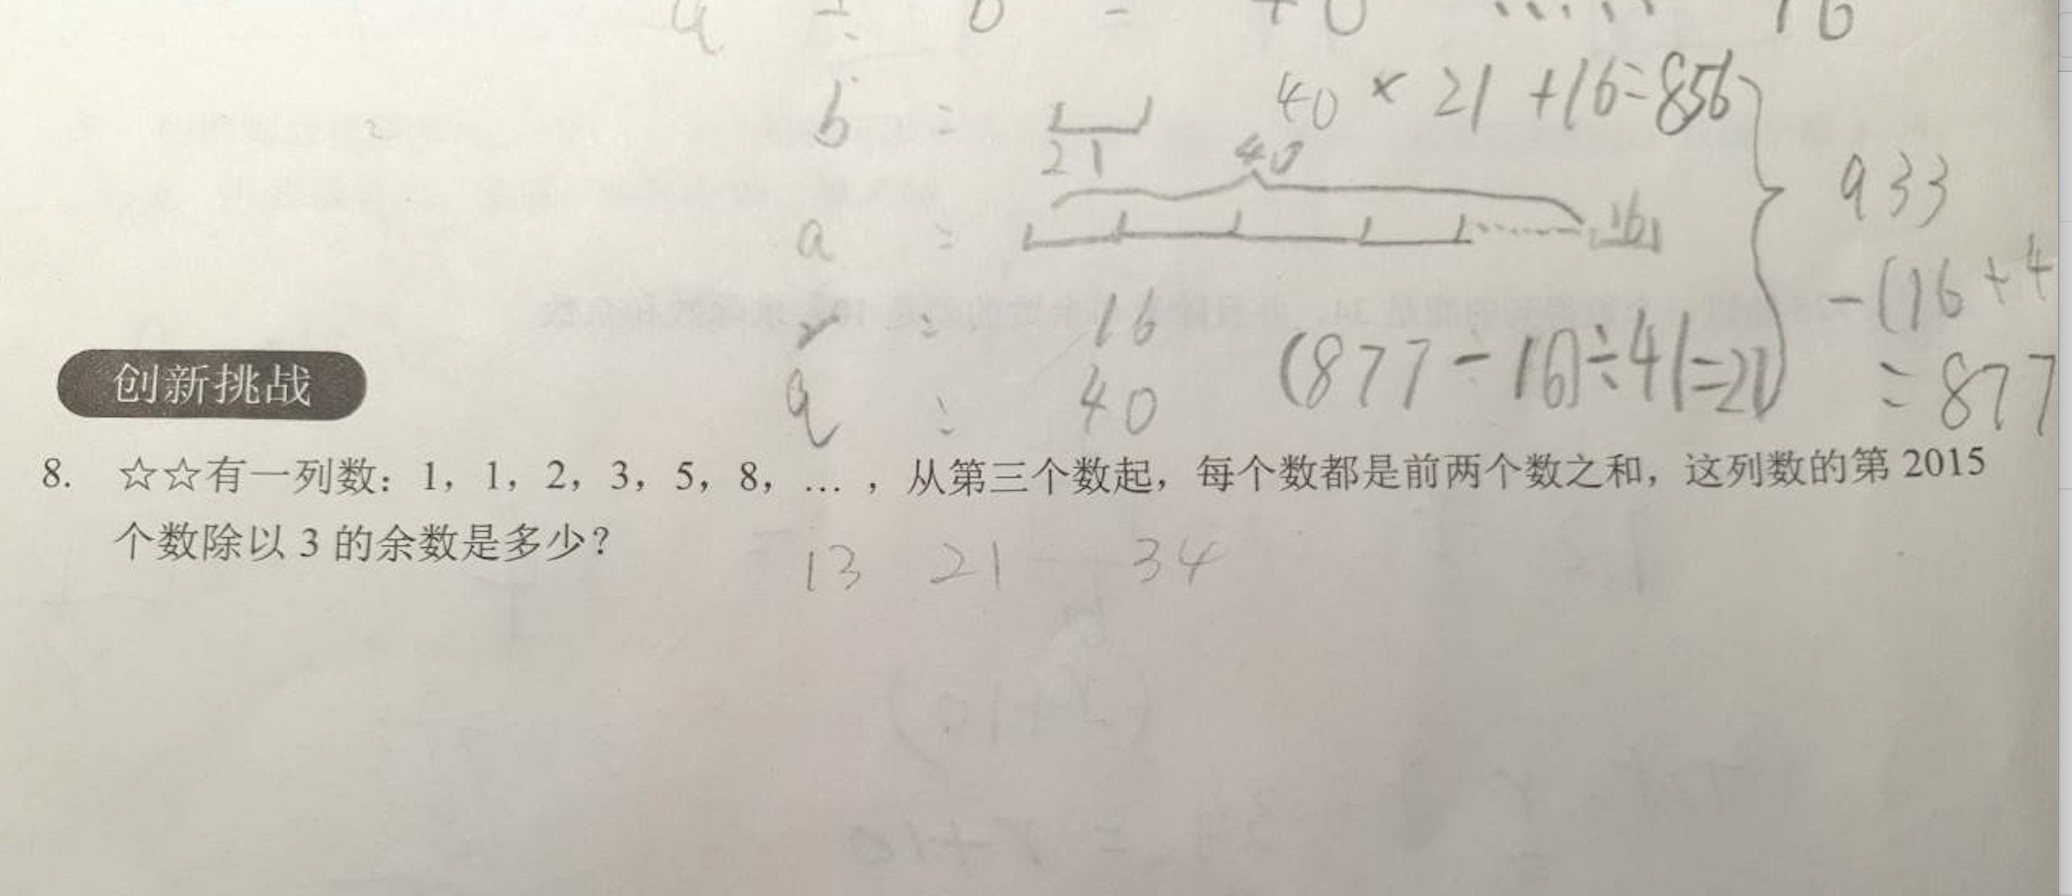 a ÷ b = 40 …… 16
b = 21 40 × 21 + 16 = 856
40
a = 16
933
r : 16
-(16 + 4
q : 40 (877 - 16) ÷ 41 = 21
= 877
创新挑战
8. ☆☆有一列数：1，1，2，3，5，8，…，从第三个数起，每个数都是前两个数之和，这列数的第 2015
个数除以 3 的余数是多少？
13 21 34